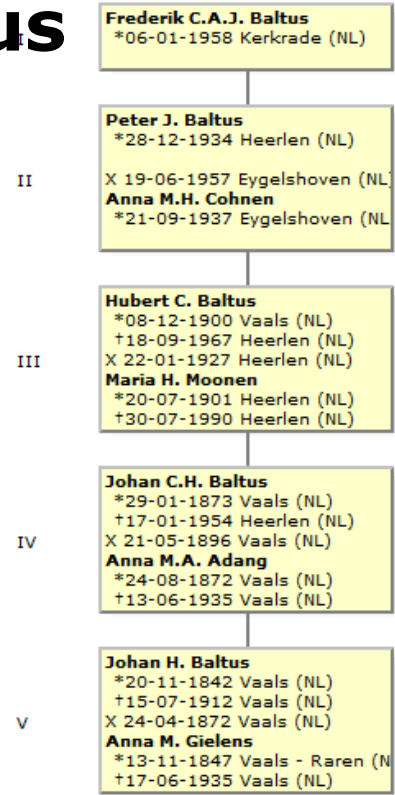 us
I
Frederik C.A.J. Baltus
*06-01-1958 Kerkrade (NL)
II
Peter J. Baltus
*28-12-1934 Heerlen (NL)
X 19-06-1957 Eygelshoven (NL
Anna M.H. Cohnen
*21-09-1937 Eygelshoven (NL
III
Hubert C. Baltus
*08-12-1900 Vaals (NL)
†18-09-1967 Heerlen (NL)
X 22-01-1927 Heerlen (NL)
Maria H. Moonen
*20-07-1901 Heerlen (NL)
†30-07-1990 Heerlen (NL)
IV
Johan C.H. Baltus
*29-01-1873 Vaals (NL)
†17-01-1954 Heerlen (NL)
X 21-05-1896 Vaals (NL)
Anna M.A. Adang
*24-08-1872 Vaals (NL)
†13-06-1935 Vaals (NL)
V
Johan H. Baltus
*20-11-1842 Vaals (NL)
†15-07-1912 Vaals (NL)
X 24-04-1872 Vaals (NL)
Anna M. Gielens
*13-11-1847 Vaals - Raren (N
†17-06-1935 Vaals (NL)